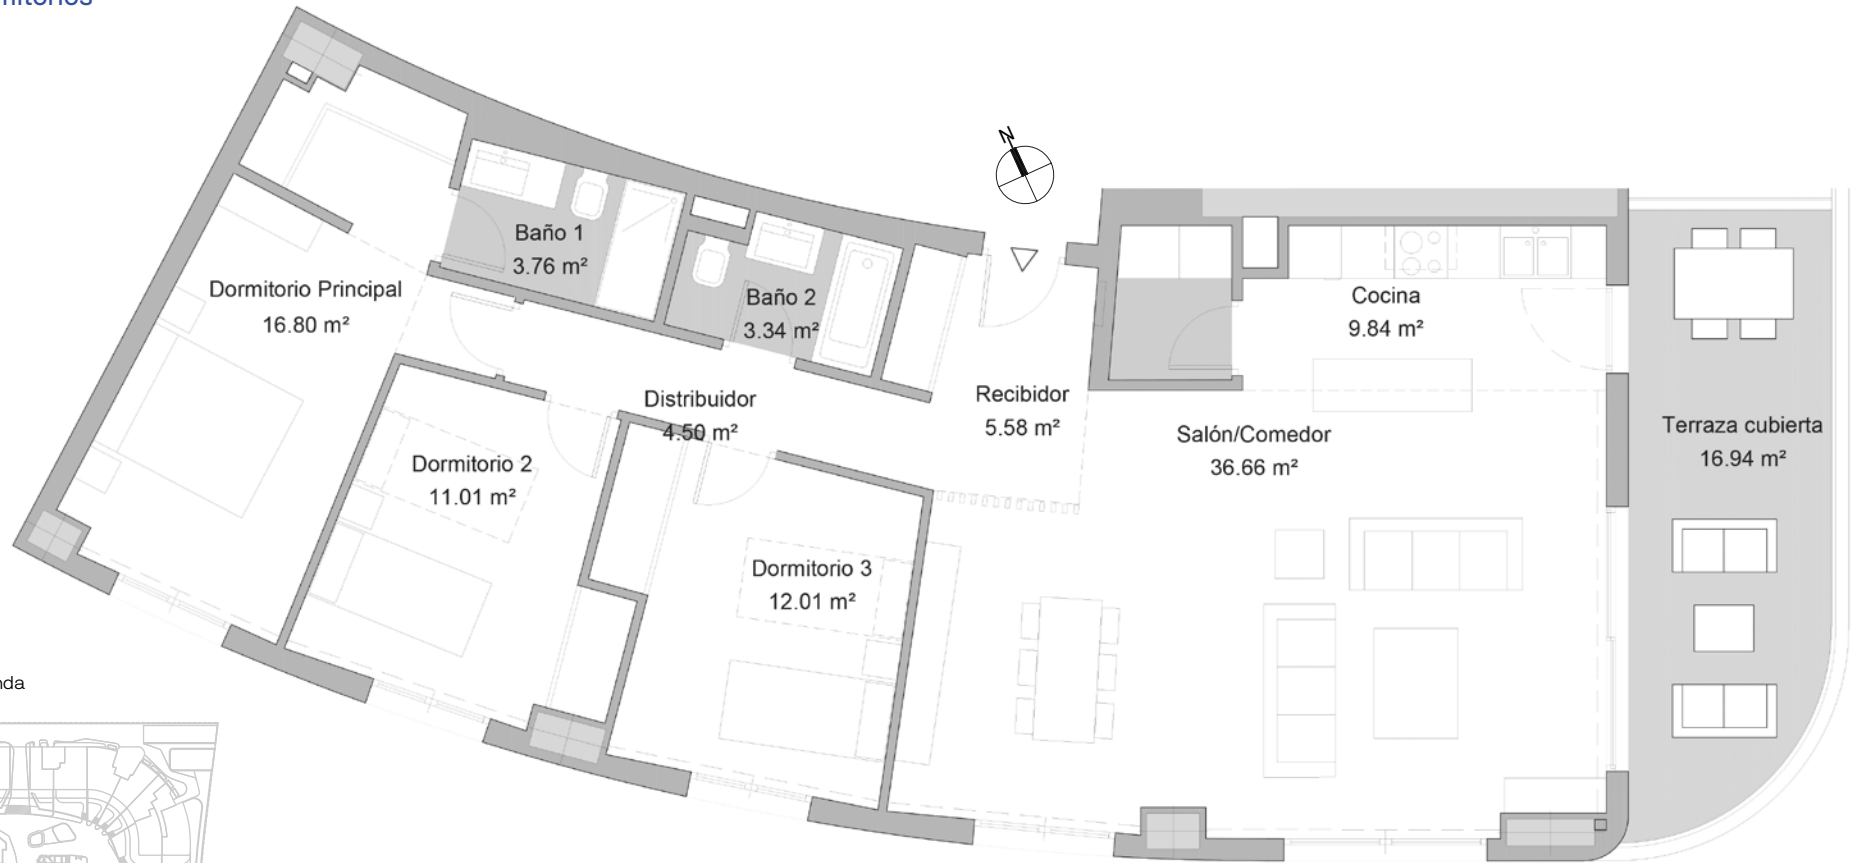 N
Baño 1
3.76 m²
Dormitorio Principal
16.80 m²
Baño 2
3.34 m²
Cocina
9.84 m²
Distribuidor
4.50 m²
Recibidor
5.58 m²
Salón/Comedor
36.66 m²
Terraza cubierta
16.94 m²
Dormitorio 2
11.01 m²
Dormitorio 3
12.01 m²